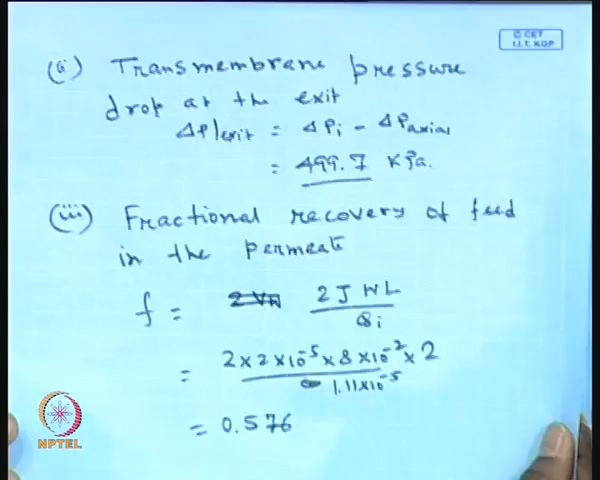 © CET
I.I.T. KGP
(ii) Transmembrane pressure
drop at the exit
ΔP|exit = ΔPi - ΔPaxial
= 499.7 KPa.
(iii) Fractional recovery of feed
in the permeate
f = 2JWL / Qi
= 2 × 2 × 10^-5 × 8 × 10^-2 × 2 / 1.11 × 10^-5
= 0.576
NPTEL